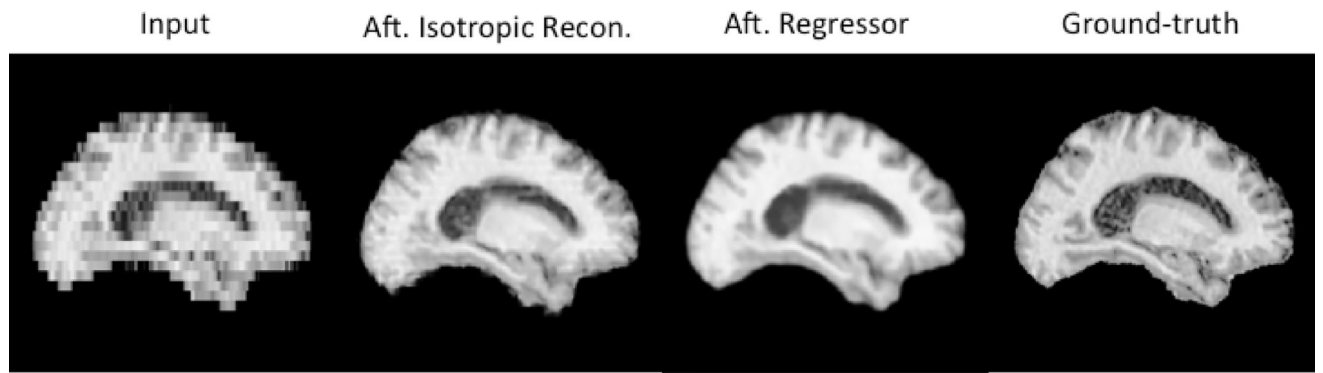 Input
Aft. Isotropic Recon.
Aft. Regressor
Ground-truth